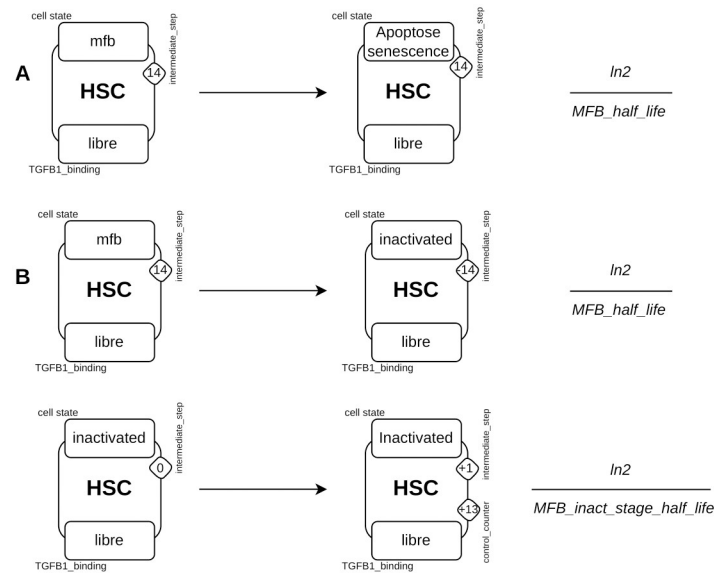 cell state
mfb
14
intermediate_step
A
HSC
libre
TGFB1_binding
cell state
Apoptose
senescence
14
intermediate_step
HSC
libre
TGFB1_binding
ln2
MFB_half_life
cell state
mfb
14
intermediate_step
B
HSC
libre
TGFB1_binding
cell state
inactivated
-14
intermediate_step
HSC
libre
TGFB1_binding
ln2
MFB_half_life
cell state
inactivated
0
intermediate_step
HSC
libre
TGFB1_binding
cell state
Inactivated
+1
intermediate_step
HSC
+13
control_counter
libre
TGFB1_binding
ln2
MFB_inact_stage_half_life